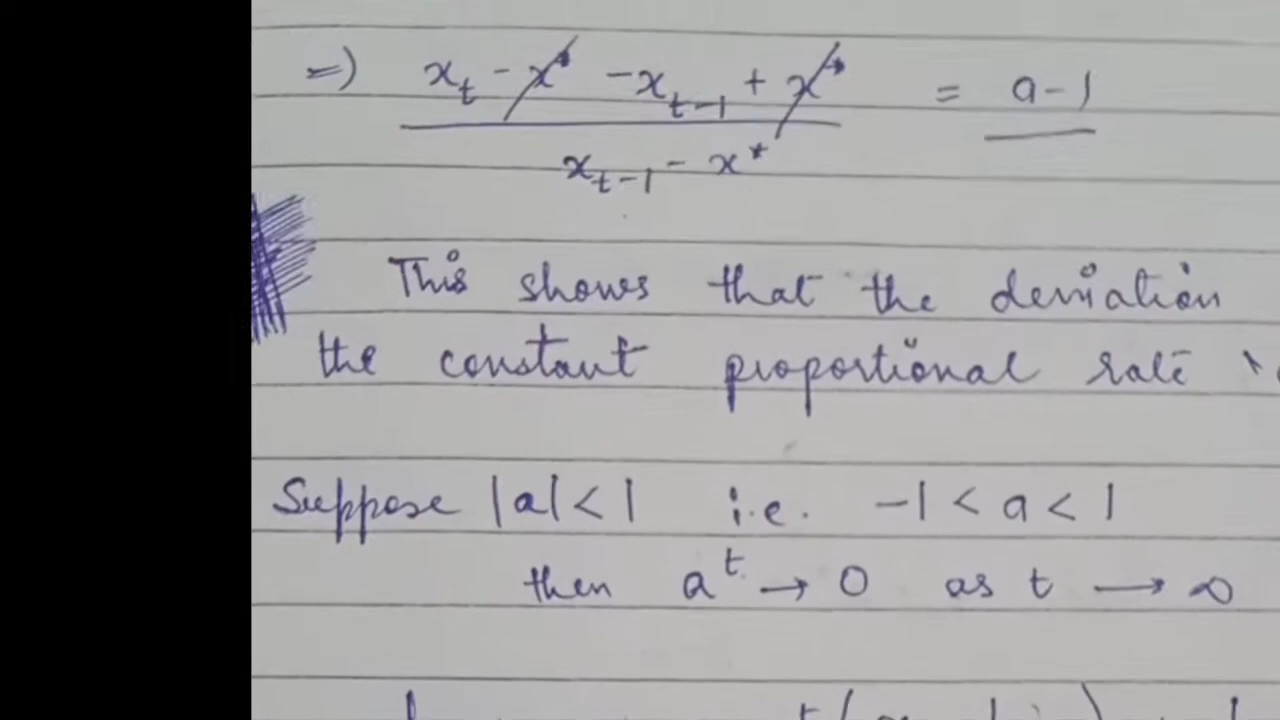 =) (x_t - x* - x_{t-1} + x*) / (x_{t-1} - x*) = a - 1
This shows that the deviation
the constant proportional rate
Suppose |a| < 1 i.e. -1 < a < 1
then a^t → 0 as t → ∞